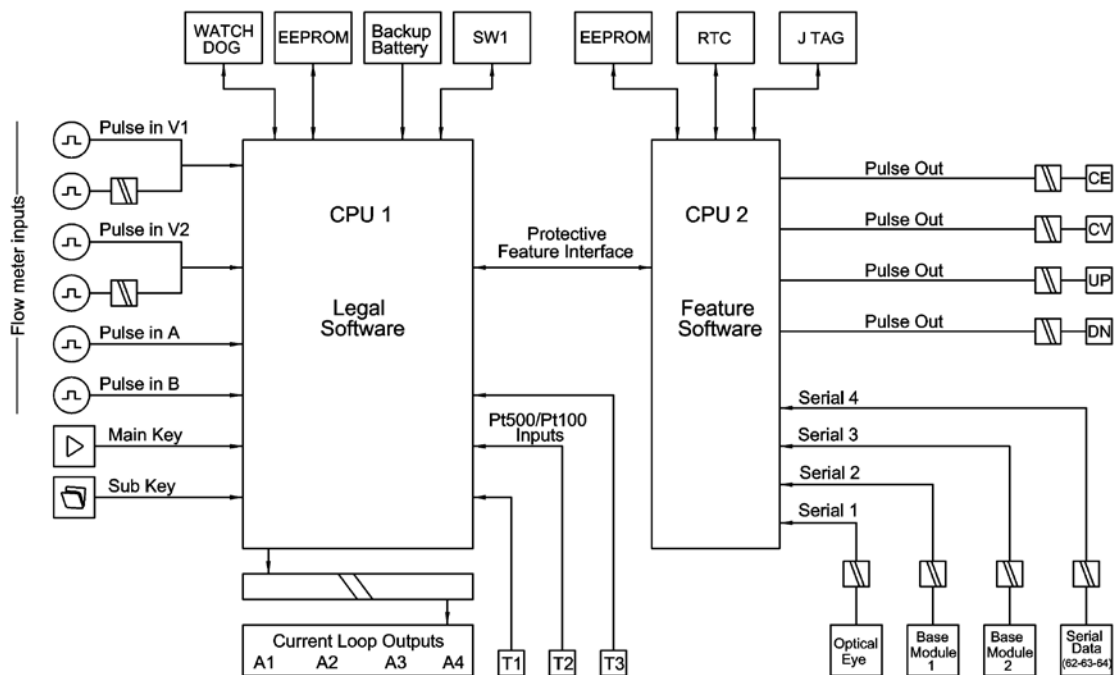 WATCH
DOG
EEPROM
Backup
Battery
SW1
EEPROM
RTC
J TAG
Flow meter inputs
Pulse in V1
Pulse in V2
Pulse in A
Pulse in B
Main Key
Sub Key
CPU 1
Legal
Software
Protective
Feature Interface
Pt500/Pt100
Inputs
CPU 2
Feature
Software
Pulse Out
CE
Pulse Out
CV
Pulse Out
UP
Pulse Out
DN
Serial 4
Serial 3
Serial 2
Serial 1
Current Loop Outputs
A1 A2 A3 A4
T1
T2
T3
Optical
Eye
Base
Module
1
Base
Module
2
Serial
Data
(62-63-64)